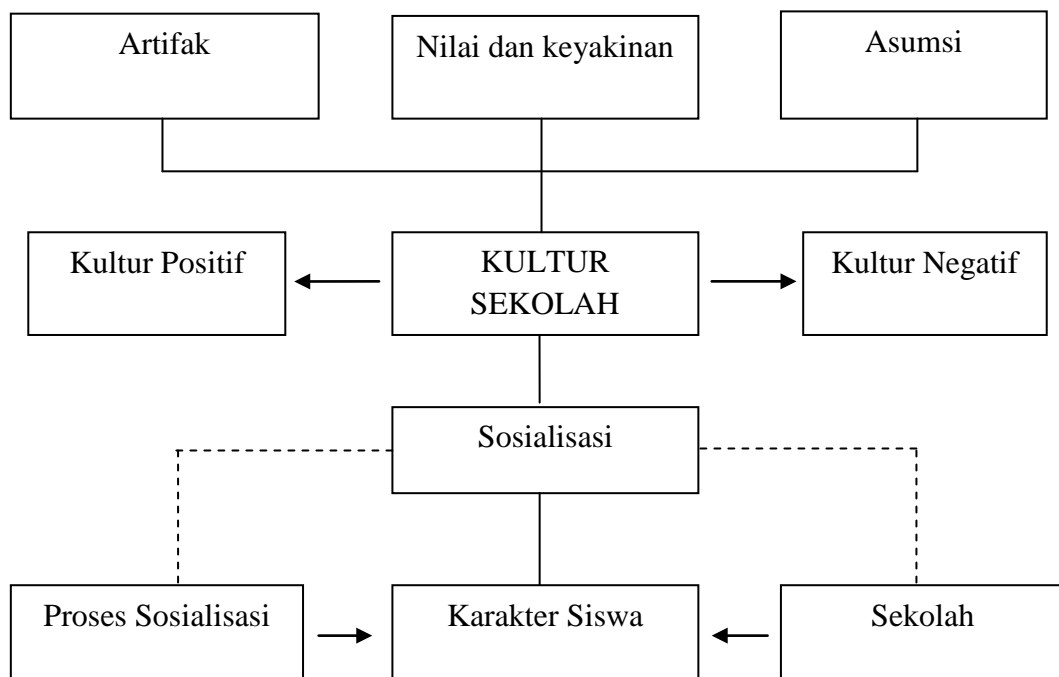 Artifak
Nilai dan keyakinan
Asumsi
Kultur Positif
KULTUR
SEKOLAH
Kultur Negatif
Sosialisasi
Proses Sosialisasi
Karakter Siswa
Sekolah